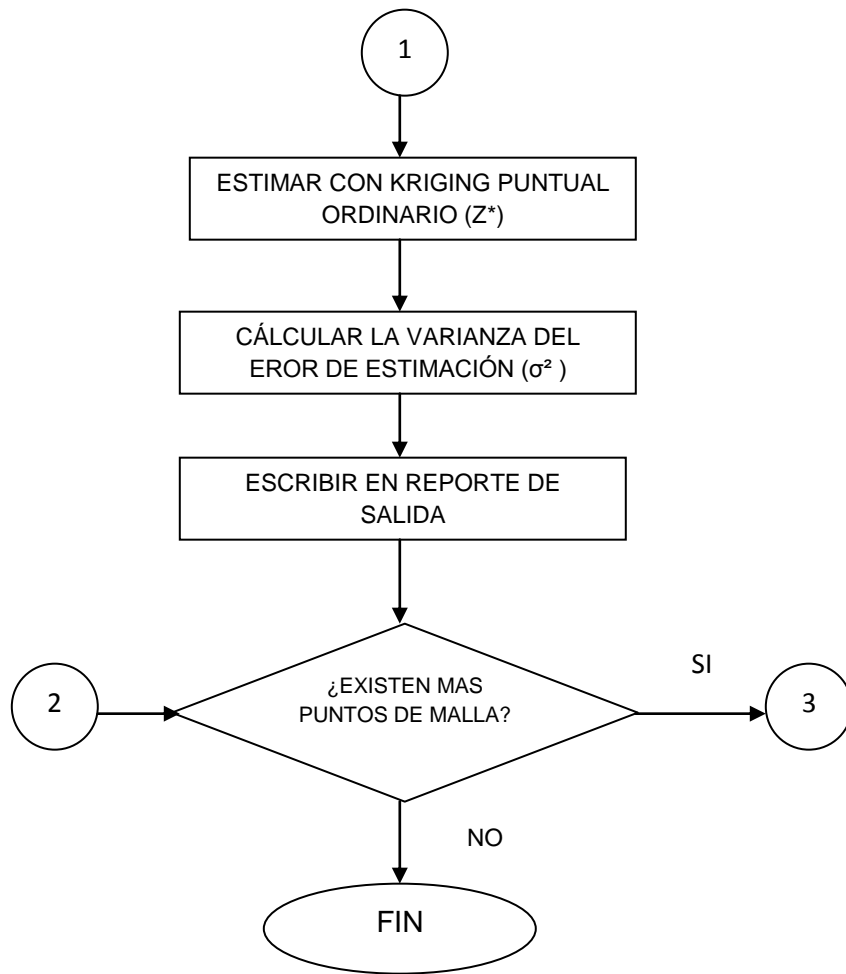 1
ESTIMAR CON KRIGING PUNTUAL
ORDINARIO (Z*)
CÁLCULAR LA VARIANZA DEL
EROR DE ESTIMACIÓN (σ² )
ESCRIBIR EN REPORTE DE
SALIDA
2
¿EXISTEN MAS
PUNTOS DE MALLA?
SI
3
NO
FIN